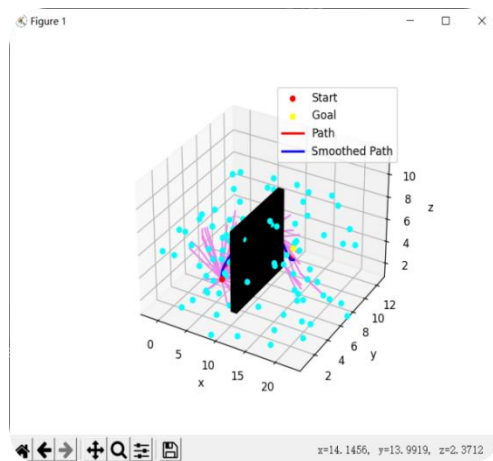 Figure 1
Start
Goal
Path
Smoothed Path
10
8
6
4
2
z
12
10
8
6
4
2
y
0
5
10
15
20
x
x=14.1456, y=13.9919, z=2.3712